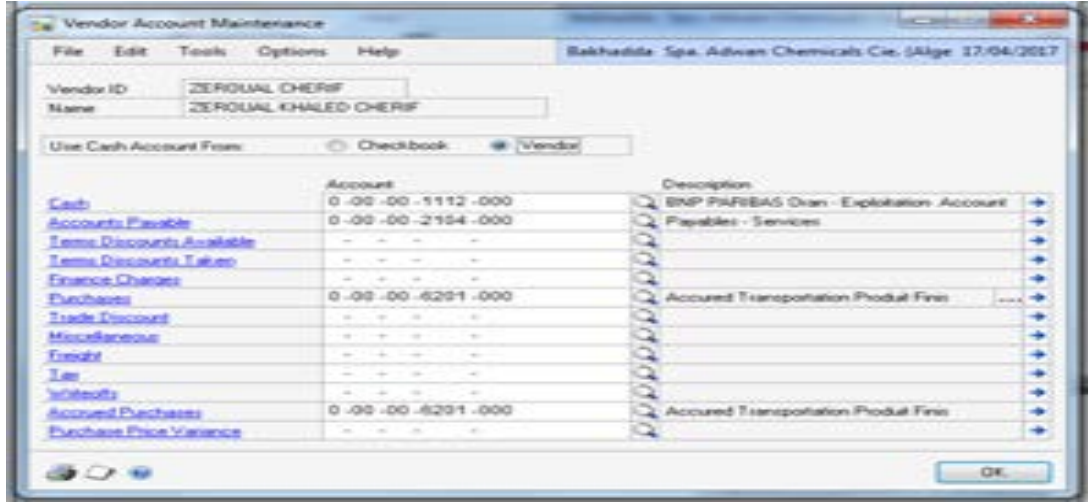 Vendor Account Maintenance
File Edit Tools Options Help Bakhadda Spa. Adwan Chemicals Cie. (Alge 17/04/2017
Vendor ID ZEROUAL CHERIF
Name ZEROUAL KHALED CHERIF
Use Cash Account From: Checkbook Vendor
Account Description
Cash 0 -00 -00 -1112 -000 BNP PARIBAS Oran - Exploitation Account
Accounts Payable 0 -00 -00 -2104 -000 Payables - Services
Terms Discounts Available - - - -
Terms Discounts Taken - - - -
Finance Charges - - - -
Purchases 0 -00 -00 -6201 -000 Accured Transportation Produit Finis ....
Trade Discount - - - -
Miscellaneous - - - -
Freight - - - -
Tax - - - -
Writeoffs - - - -
Accrued Purchases 0 -00 -00 -6201 -000 Accured Transportation Produit Finis
Purchase Price Variance - - - -
OK